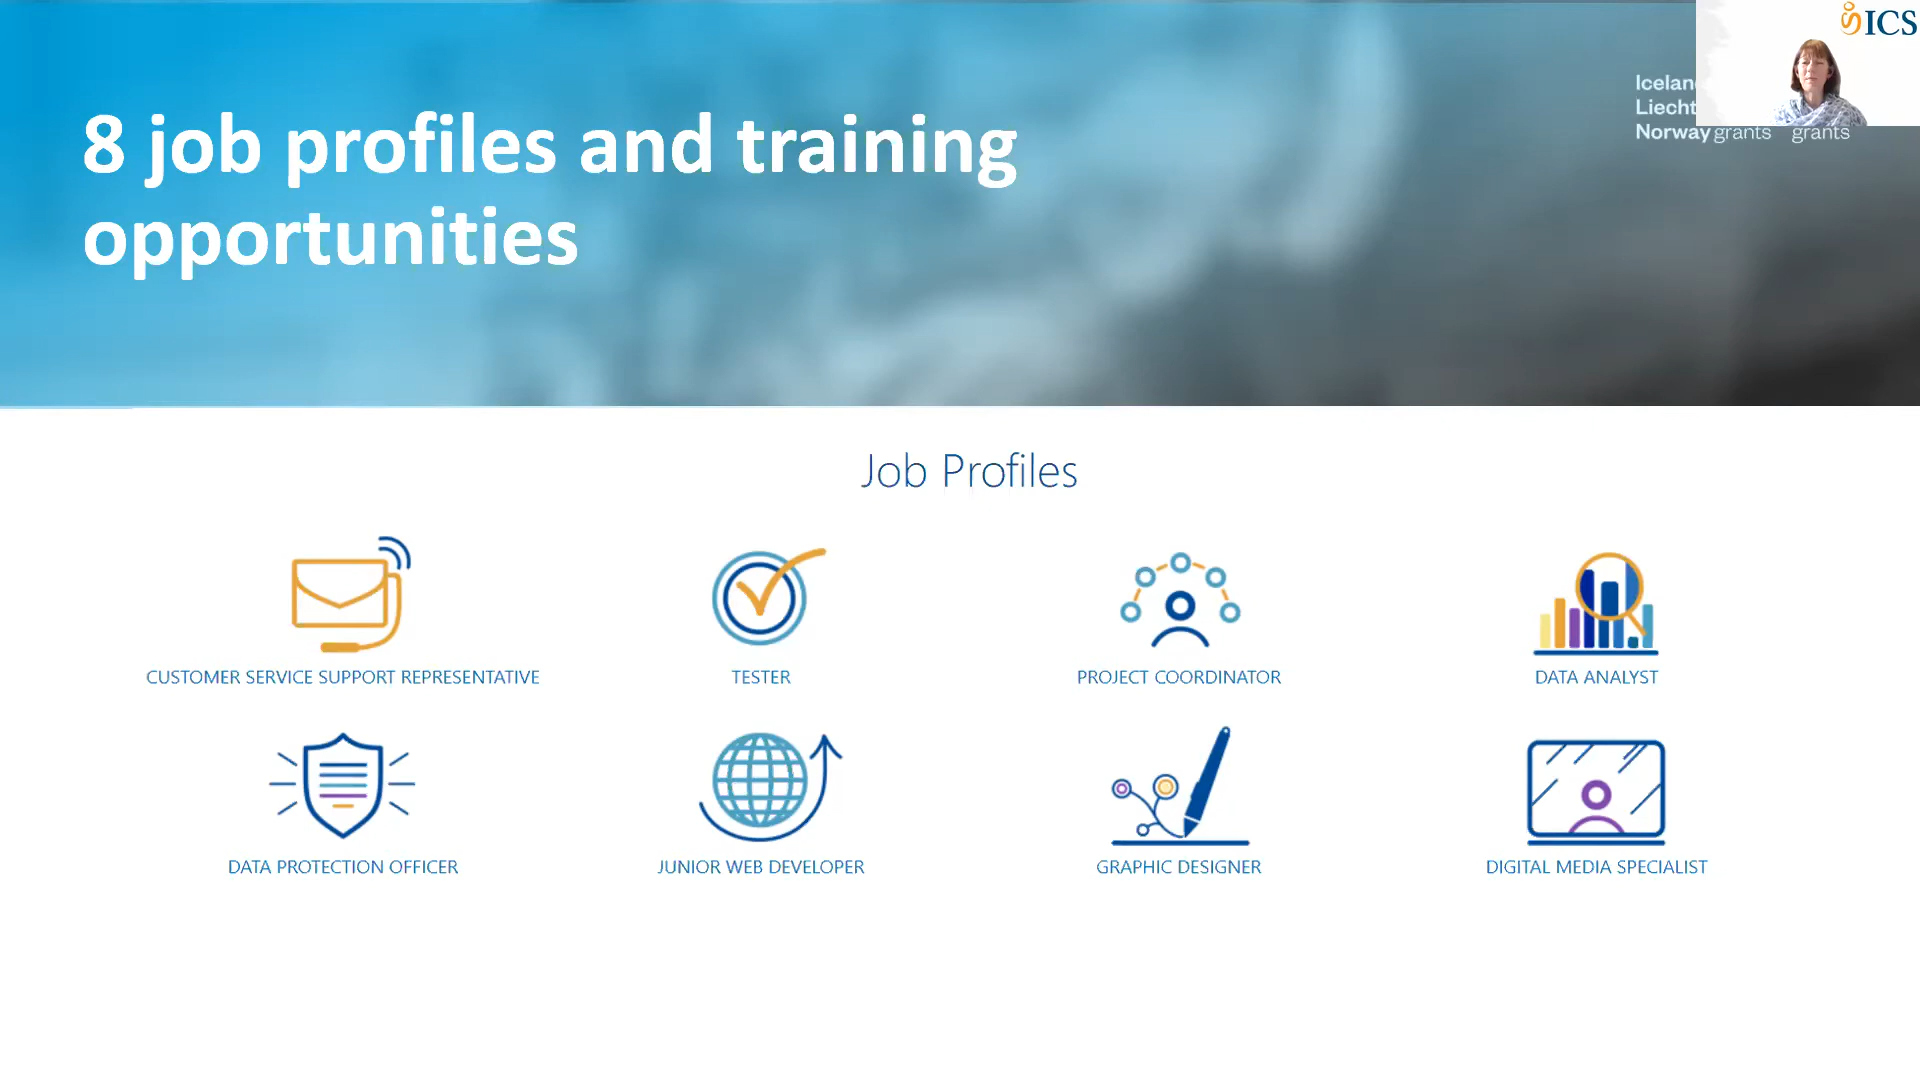 8 job profiles and training
opportunities
ICS
Liecht
Norway grants grants
Job Profiles
CUSTOMER SERVICE SUPPORT REPRESENTATIVE
TESTER
PROJECT COORDINATOR
DATA ANALYST
DATA PROTECTION OFFICER
JUNIOR WEB DEVELOPER
GRAPHIC DESIGNER
DIGITAL MEDIA SPECIALIST